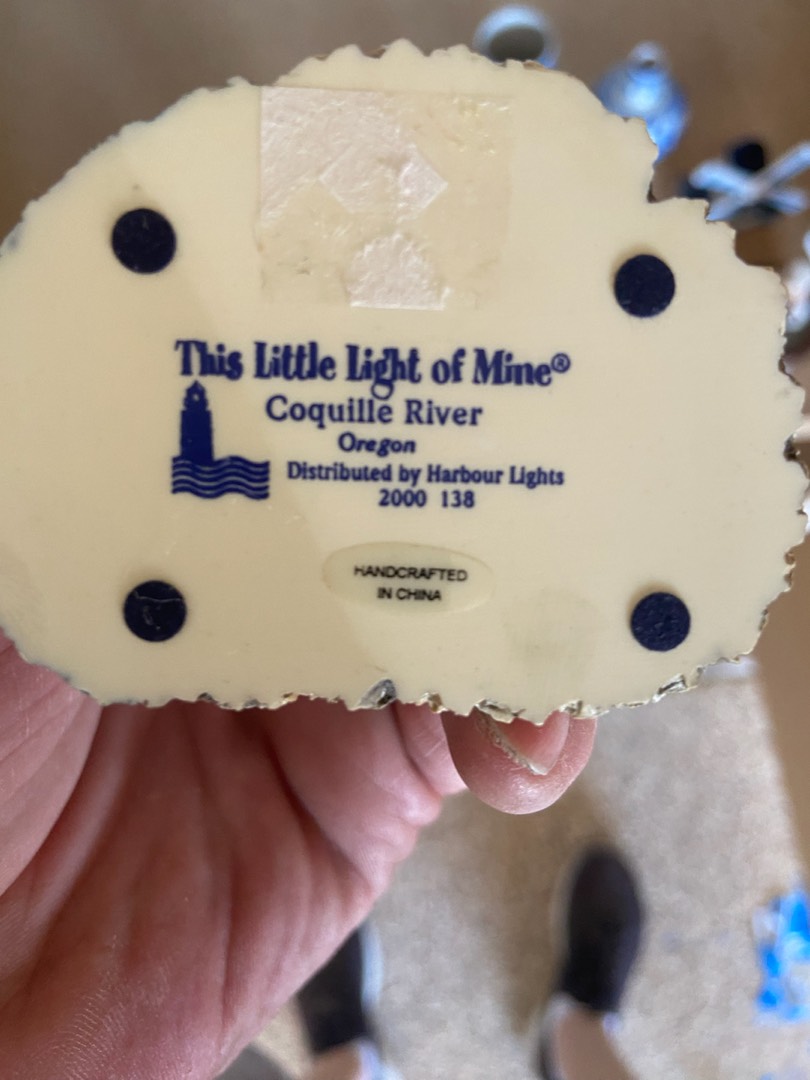 This Little Light of Mine®
Coquille River
Oregon
Distributed by Harbour Lights
2000 138
HANDCRAFTED
IN CHINA